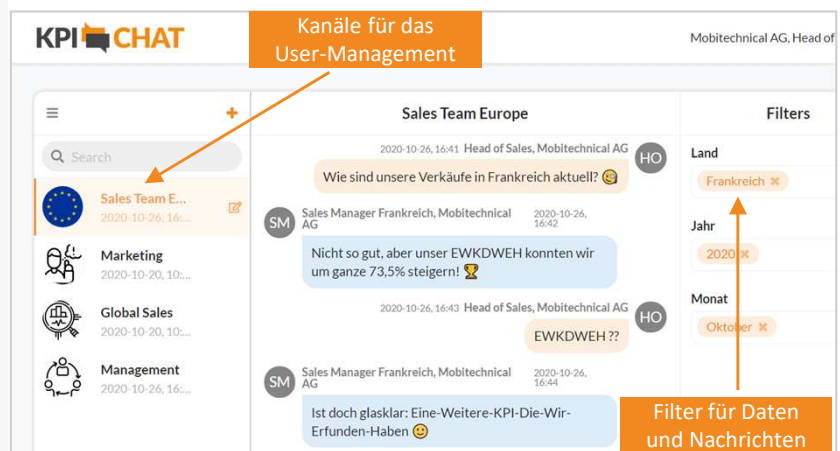 KPI CHAT
Kanäle für das
User-Management
Mobitechnical AG, Head of
Sales Team Europe
Filters
Search
Sales Team E...
2020-10-26, 16:...
Marketing
2020-10-20, 10:...
Global Sales
2020-10-20, 10:...
Management
2020-10-26, 16:...
2020-10-26, 16:41 Head of Sales, Mobitechnical AG
HO
Wie sind unsere Verkäufe in Frankreich aktuell? 🧐
SM
Sales Manager Frankreich, Mobitechnical
AG
2020-10-26,
16:42
Nicht so gut, aber unser EWKDWEH konnten wir
um ganze 73,5% steigern! 🏆
2020-10-26, 16:43 Head of Sales, Mobitechnical AG
HO
EWKDWEH ??
SM
Sales Manager Frankreich, Mobitechnical
AG
2020-10-26,
16:44
Ist doch glasklar: Eine-Weitere-KPI-Die-Wir-
Erfunden-Haben 🙂
Land
Frankreich ✖
Jahr
2020 ✖
Monat
Oktober ✖
Filter für Daten
und Nachrichten